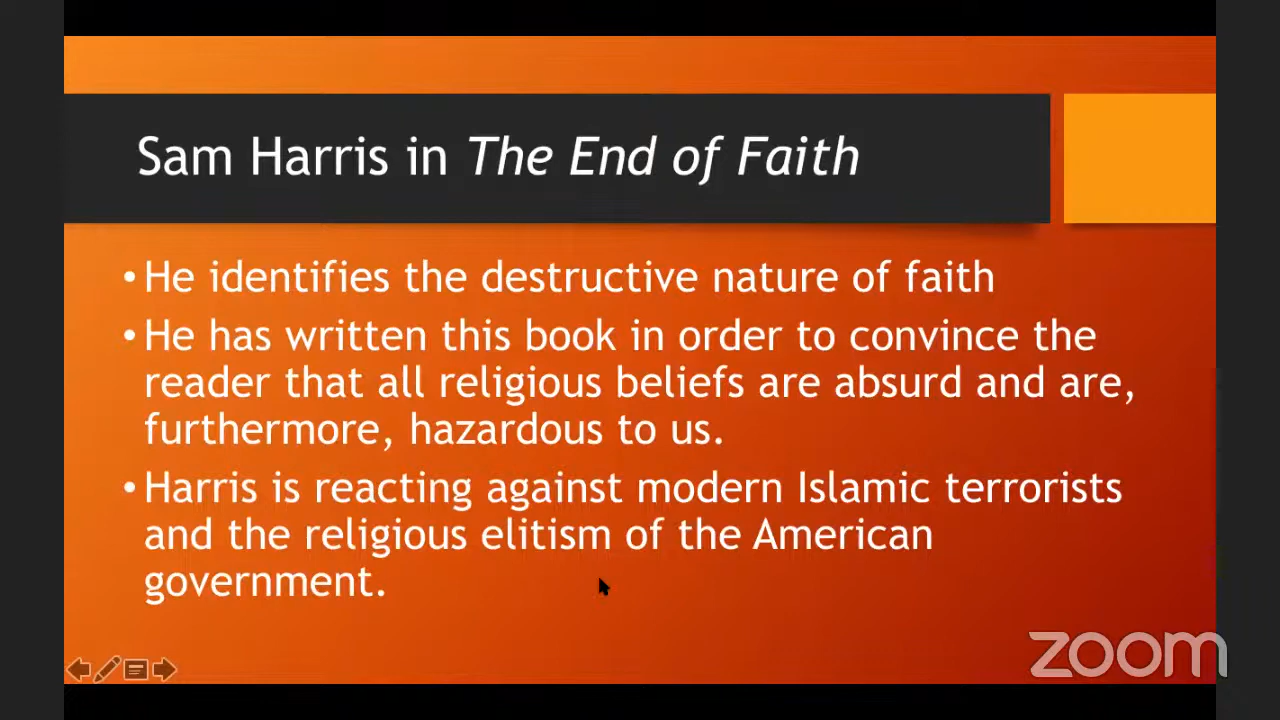 Sam Harris in The End of Faith
• He identifies the destructive nature of faith
• He has written this book in order to convince the
reader that all religious beliefs are absurd and are,
furthermore, hazardous to us.
• Harris is reacting against modern Islamic terrorists
and the religious elitism of the American
government.
zoom